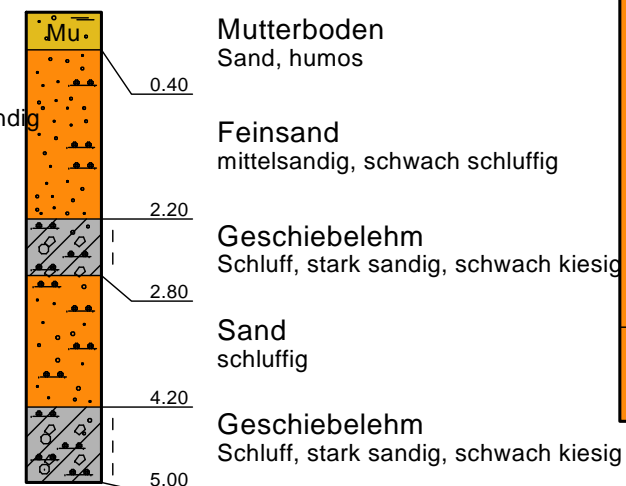 Mu
Mutterboden
Sand, humos
0.40
ndig
Feinsand
mittelsandig, schwach schluffig
2.20
Geschiebelehm
Schluff, stark sandig, schwach kiesig
2.80
Sand
schluffig
4.20
Geschiebelehm
Schluff, stark sandig, schwach kiesig
5.00